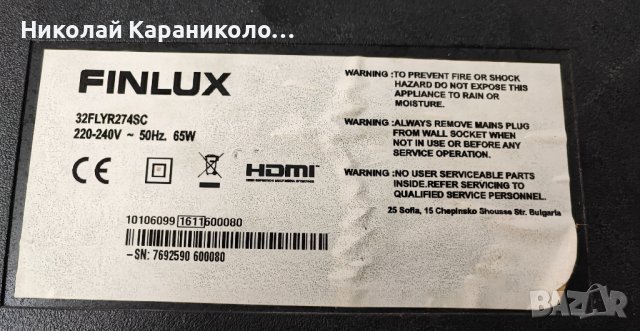 Николай Караниколо...
FINLUX
32FLYR274SC
220-240V ~ 50Hz. 65W
CE
HDMI
10106099 1611 600080
-SN: 7692590 600080
WARNING :TO PREVENT FIRE OR SHOCK
HAZARD DO NOT EXPOSE THIS
APPLIANCE TO RAIN OR
MOISTURE.
WARNING :ALWAYS REMOVE MAINS PLUG
FROM WALL SOCKET WHEN
NOT IN USE OR BEFORE ANY
SERVICE OPERATION.
WARNING :NO USER SERVICEABLE PARTS
INSIDE.REFER SERVICING TO
QUALIFIED SERVICE PERSONNEL.
25 Sofia, 15 Chepinsko Shousse Str. Bulgaria
BAZAR